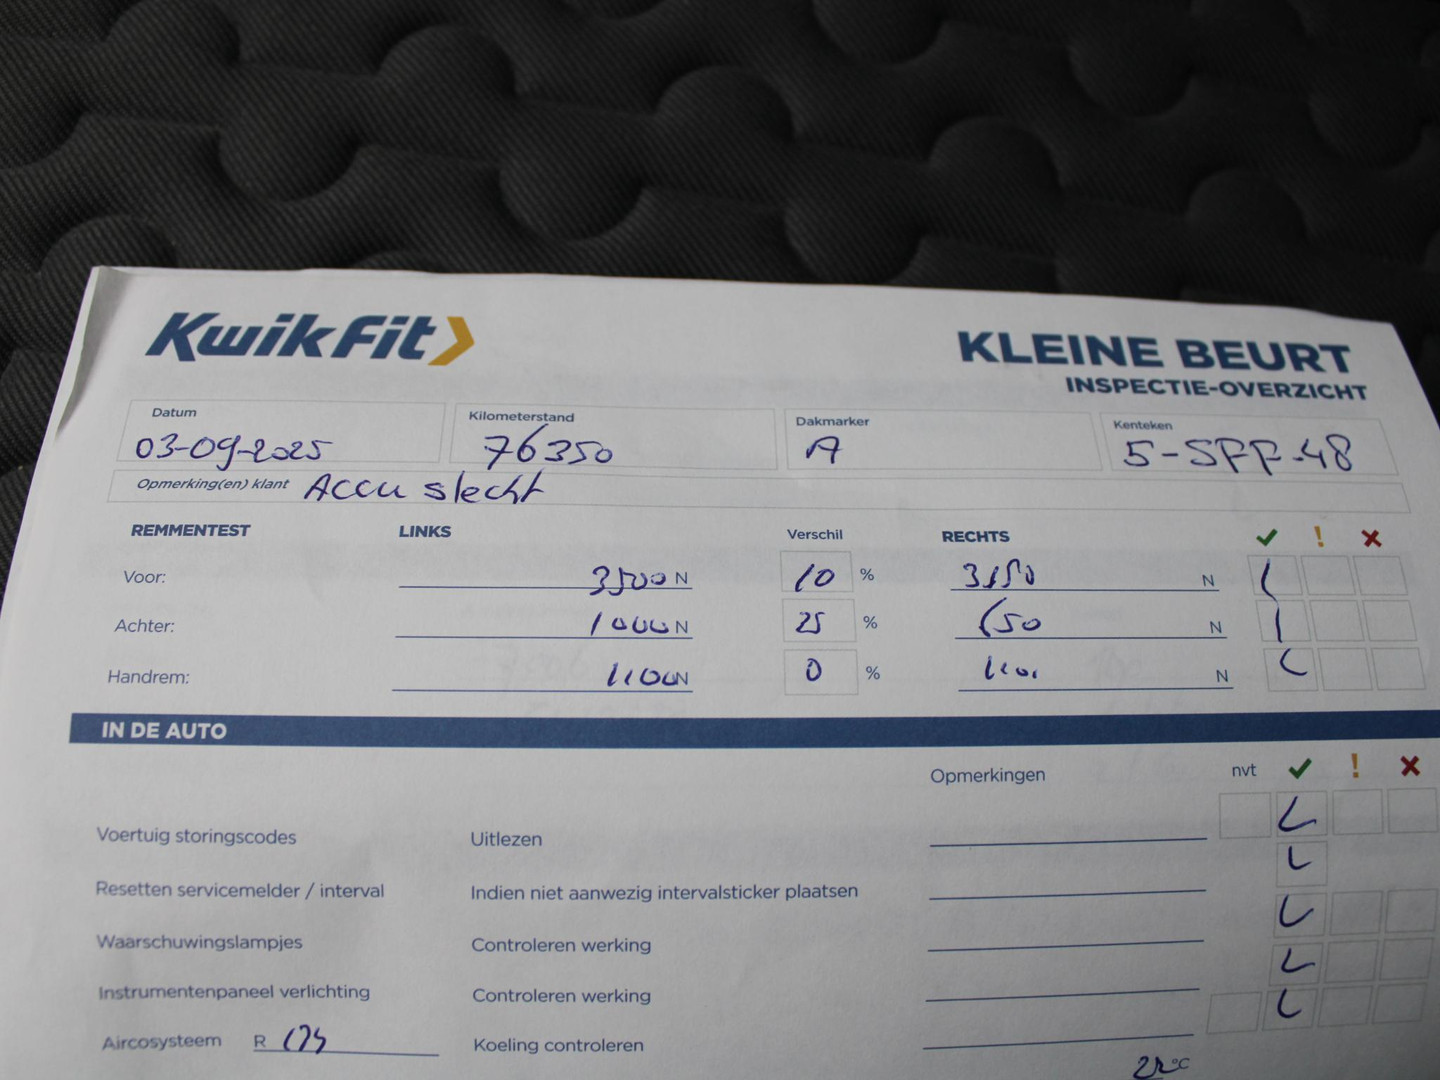 KwikFit
KLEINE BEURT
INSPECTIE-OVERZICHT
Datum Kilometerstand Dakmarker Kenteken
03-09-2025 76350 A 5-SPF-48
Opmerking(en) klant Accu slecht
REMMENTEST LINKS Verschil RECHTS
Voor: 3500 N 10 % 3150 N
Achter: 1000 N 25 % N
Handrem: 1100 N 0 % N
IN DE AUTO
Opmerkingen nvt
Voertuig storingscodes Uitlezen
Resetten servicemelder / interval Indien niet aanwezig intervalsticker plaatsen
Waarschuwingslampjes Controleren werking
Instrumentenpaneel verlichting Controleren werking
Aircosysteem R Koeling controleren
°C